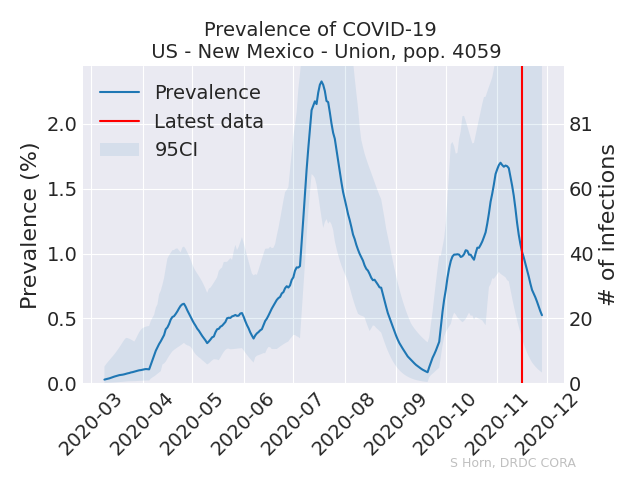 Prevalence of COVID-19
US - New Mexico - Union, pop. 4059
Prevalence
Latest data
95CI
Prevalence (%)
2.0
1.5
1.0
0.5
0.0
81
60
40
20
0
# of infections
2020-03
2020-04
2020-05
2020-06
2020-07
2020-08
2020-09
2020-10
2020-11
2020-12
S Horn, DRDC CORA